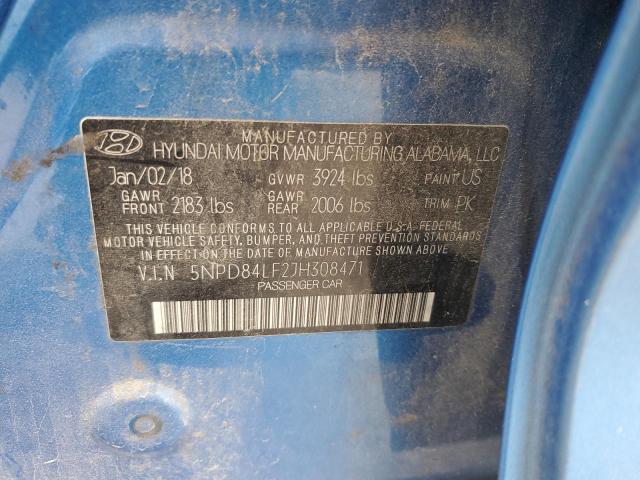 MANUFACTURED BY
HYUNDAI MOTOR MANUFACTURING ALABAMA, LLC
Jan/02/18 GVWR 3924 lbs PAINT US
GAWR FRONT 2183 lbs GAWR REAR 2006 lbs TRIM PK
THIS VEHICLE CONFORMS TO ALL APPLICABLE U.S.A. FEDERAL
MOTOR VEHICLE SAFETY, BUMPER, AND THEFT PREVENTION
STANDARDS IN EFFECT ON THE DATE OF MANUFACTURE SHOWN
ABOVE.
V.I.N 5NPD84LF2JH308471
PASSENGER CAR